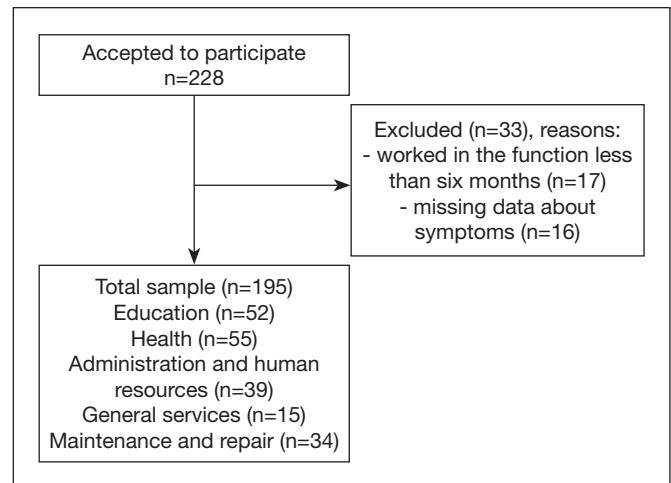 Accepted to participate
n=228
Excluded (n=33), reasons:
- worked in the function less
than six months (n=17)
- missing data about
symptoms (n=16)
Total sample (n=195)
Education (n=52)
Health (n=55)
Administration and human
resources (n=39)
General services (n=15)
Maintenance and repair (n=34)